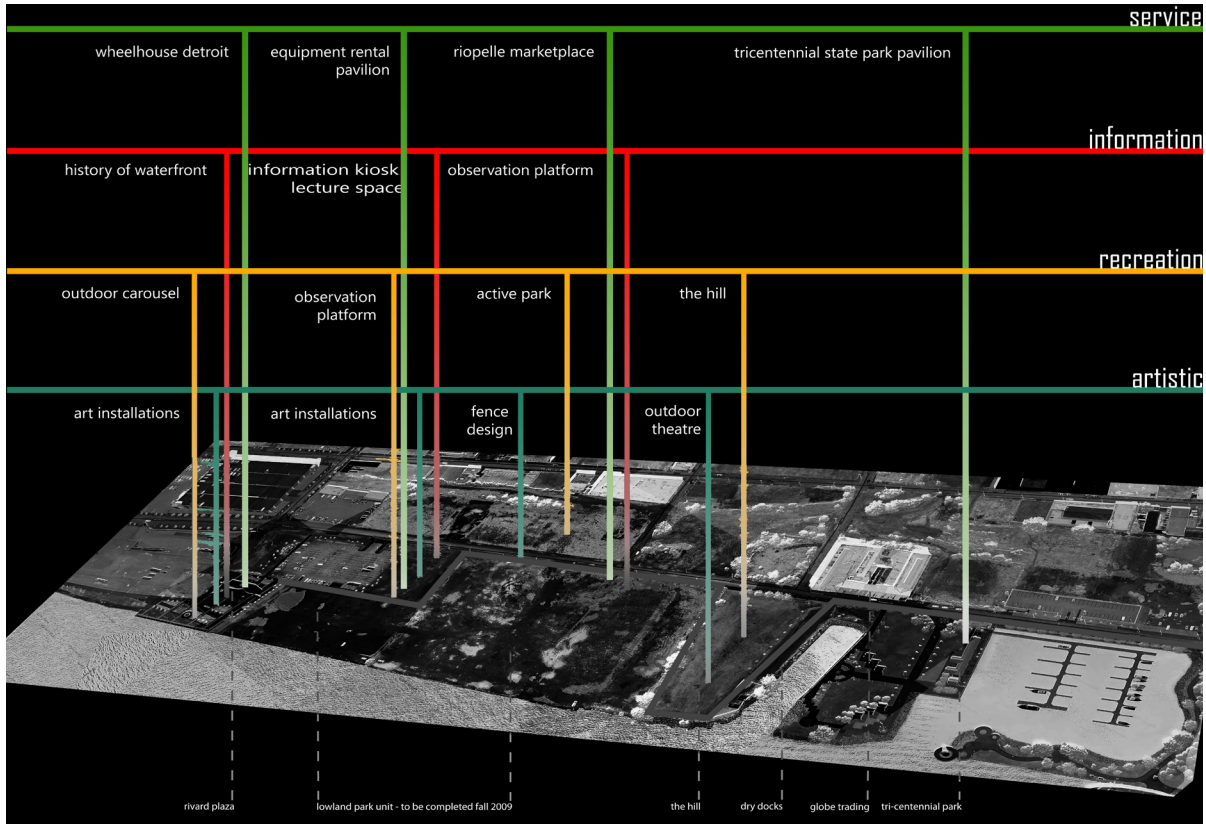 service
wheelhouse detroit
equipment rental
pavilion
riopelle marketplace
tricentennial state park pavilion
information
history of waterfront
information kiosk
lecture space
observation platform
recreation
outdoor carousel
observation
platform
active park
the hill
artistic
art installations
art installations
fence
design
outdoor
theatre
rivard plaza
lowland park unit - to be completed fall 2009
the hill
dry docks
globe trading
tri-centennial park